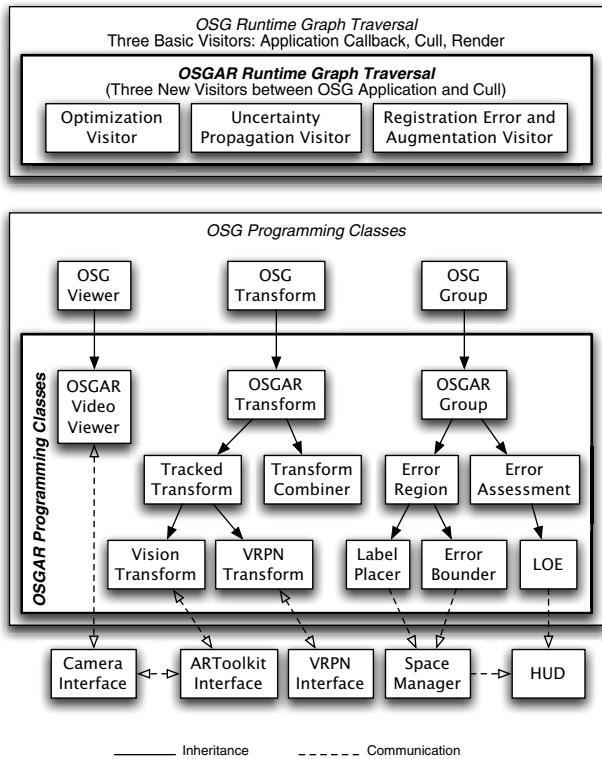 OSG Runtime Graph Traversal
Three Basic Visitors: Application Callback, Cull, Render
OSGAR Runtime Graph Traversal
(Three New Visitors between OSG Application and Cull)
Optimization
Visitor
Uncertainty
Propagation Visitor
Registration Error and
Augmentation Visitor
OSG Programming Classes
OSG
Viewer
OSG
Transform
OSG
Group
OSGAR Programming Classes
OSGAR
Video
Viewer
OSGAR
Transform
OSGAR
Group
Tracked
Transform
Transform
Combiner
Error
Region
Error
Assessment
Vision
Transform
VRPN
Transform
Label
Placer
Error
Bounder
LOE
Camera
Interface
ARToolkit
Interface
VRPN
Interface
Space
Manager
HUD
Inheritance
Communication